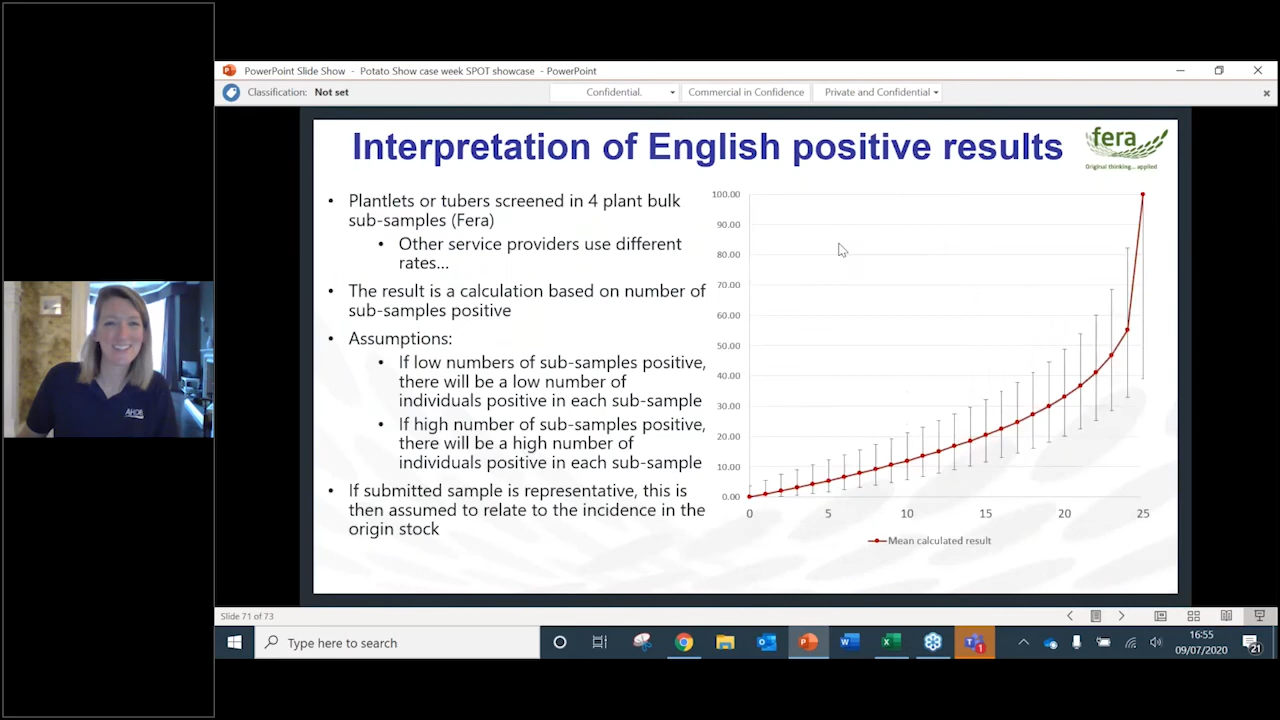 PowerPoint Slide Show - Potato Show case week SPOT showcase - PowerPoint
Classification: Not set
Confidential.
Commercial in Confidence
Private and Confidential
Interpretation of English positive results
fera
Original thinking... applied
• Plantlets or tubers screened in 4 plant bulk
sub-samples (Fera)
• Other service providers use different
rates...
• The result is a calculation based on number of
sub-samples positive
• Assumptions:
• If low numbers of sub-samples positive,
there will be a low number of
individuals positive in each sub-sample
• If high number of sub-samples positive,
there will be a high number of
individuals positive in each sub-sample
• If submitted sample is representative, this is
then assumed to relate to the incidence in the
origin stock
100.00
90.00
80.00
70.00
60.00
50.00
40.00
30.00
20.00
10.00
0.00
0 5 10 15 20 25
Mean calculated result
AHDB
Slide 71 of 73
Type here to search
16:55
09/07/2020
21
1